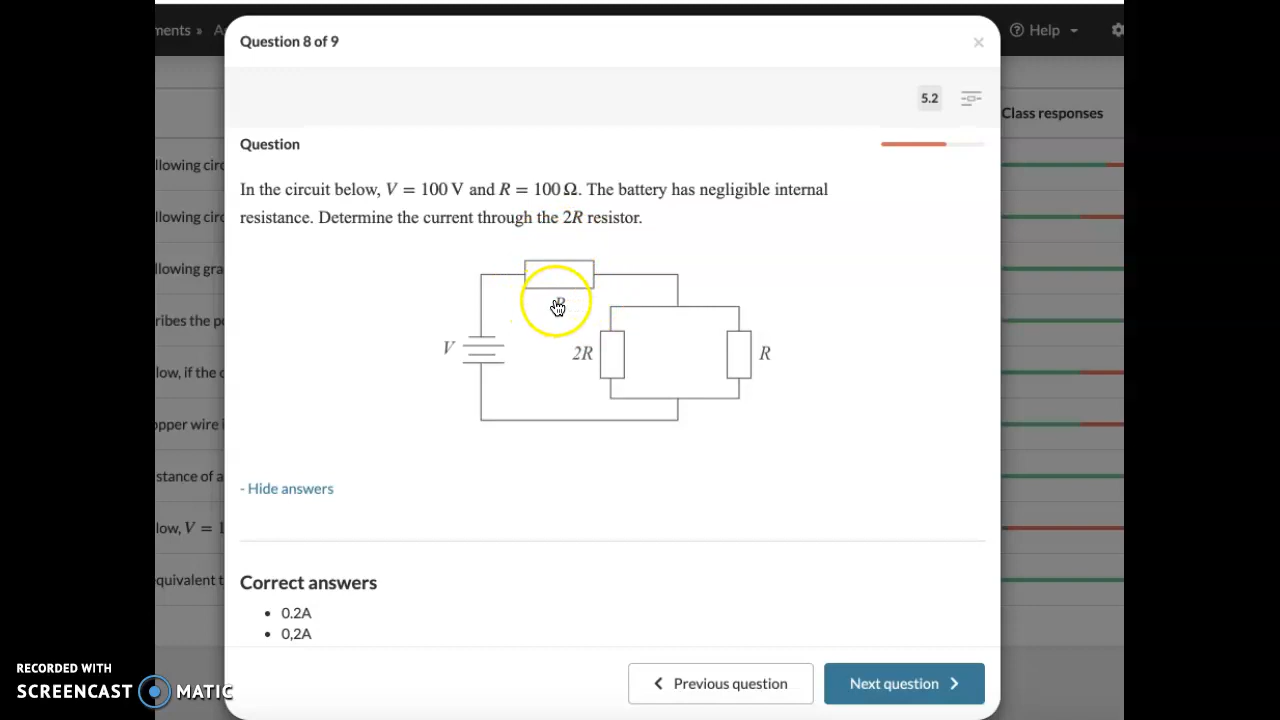 ments » A
Question 8 of 9
×
Help
5.2
Class responses
Question
In the circuit below, V = 100 V and R = 100 Ω. The battery has negligible internal
resistance. Determine the current through the 2R resistor.
llowing circ
llowing circ
llowing gra
ribes the po
low, if the c
opper wire i
stance of a
low, V = 1
equivalent t
V
2R
R
- Hide answers
Correct answers
• 0.2A
• 0,2A
Previous question
Next question
RECORDED WITH
SCREENCAST MATIC